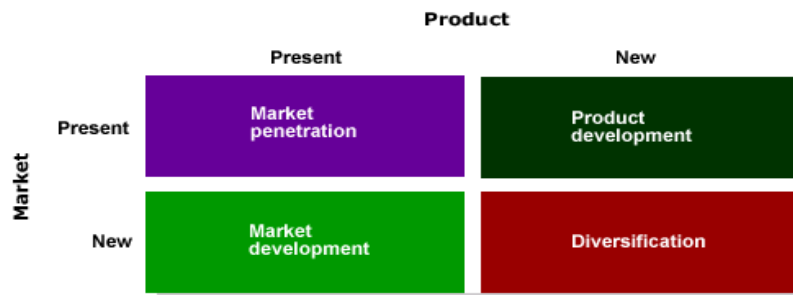 Product
Present
New
Present
Market
penetration
Product
development
Market
New
Market
development
Diversification